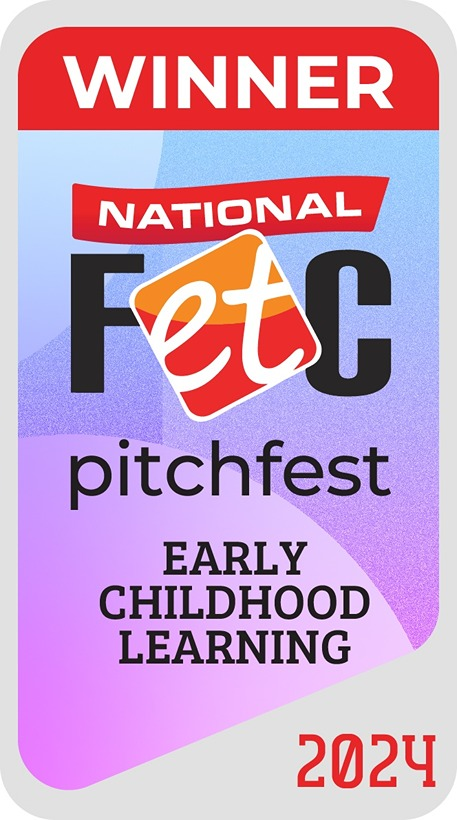 WINNER
NATIONAL
FetC
pitchfest
EARLY
CHILDHOOD
LEARNING
2024